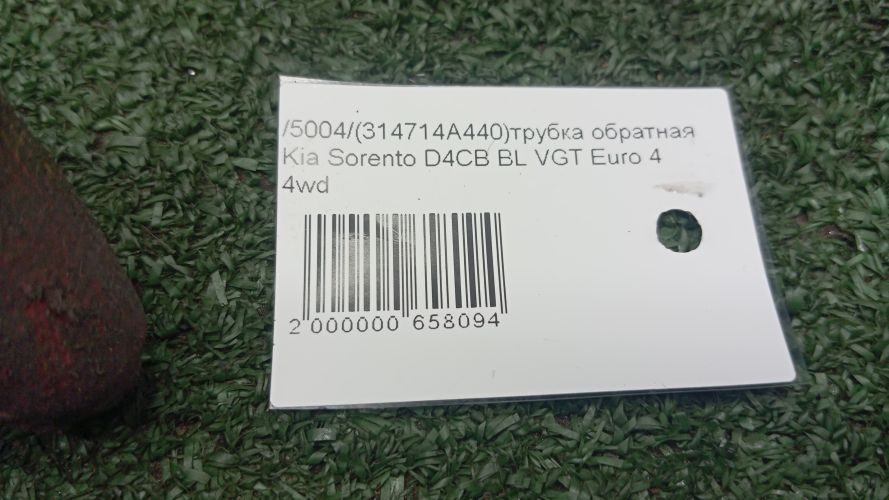 /5004/(314714A440)трубка обратная
Kia Sorento D4CB BL VGT Euro 4
4wd
2 000000 658094